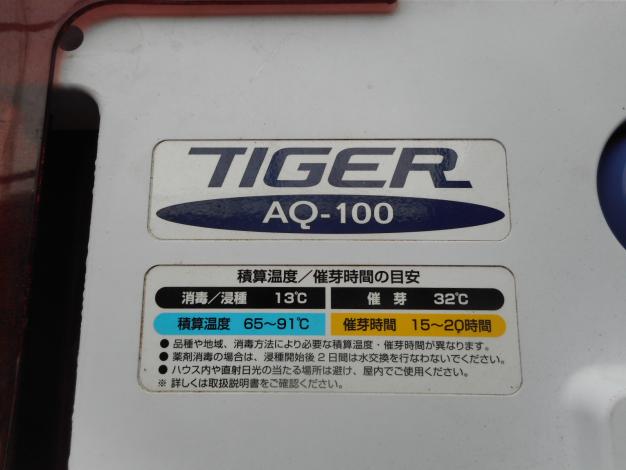 TIGER
AQ-100
積算温度／催芽時間の目安
消毒／浸種 13℃ 催芽 32℃
積算温度 65〜91℃ 催芽時間 15〜20時間
● 品種や地域、消毒方法により必要な積算温度・催芽時間が異なります。
● 薬剤消毒の場合は、浸種開始後2日間は水交換を行なわないでください。
● ハウス内や直射日光の当たる場所は避け、屋内でご使用ください。
※ 詳しくは取扱説明書をご確認ください。